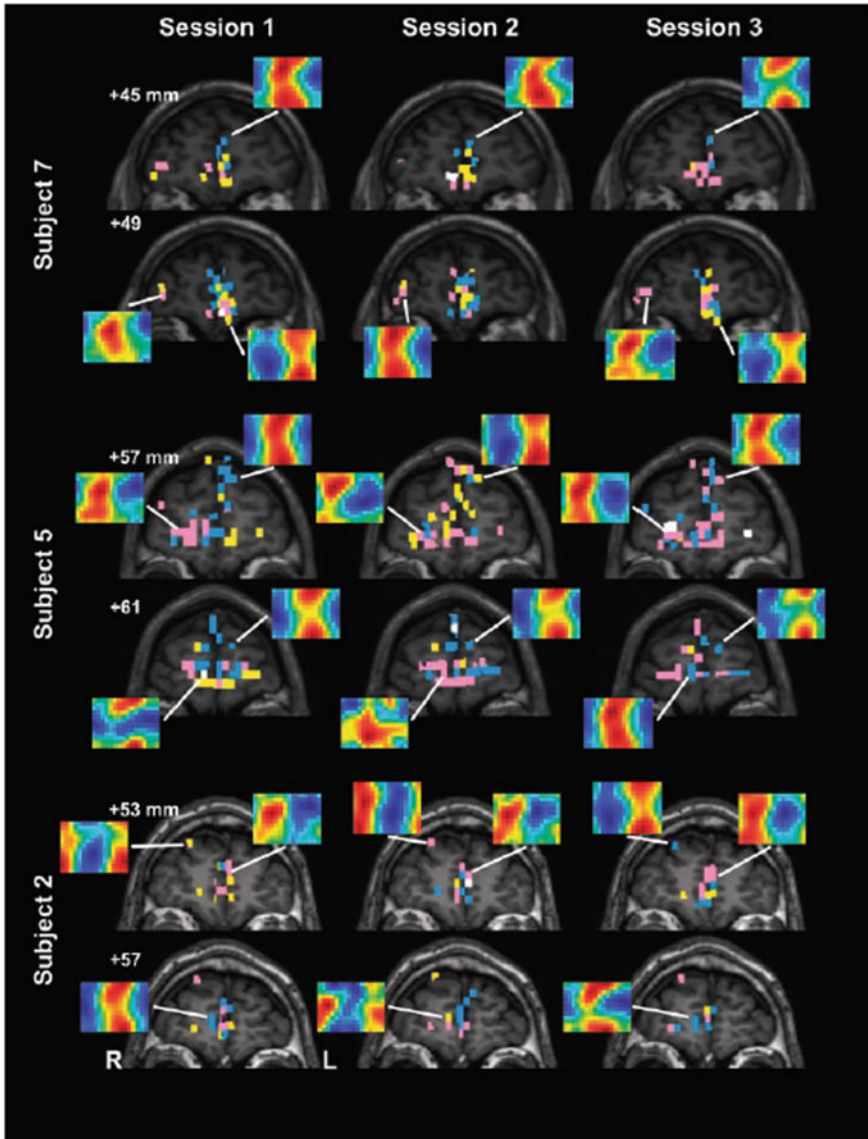 Session 1 Session 2 Session 3
+45 mm
Subject 7
+49
+57 mm
Subject 5
+61
+53 mm
Subject 2
+57
R L